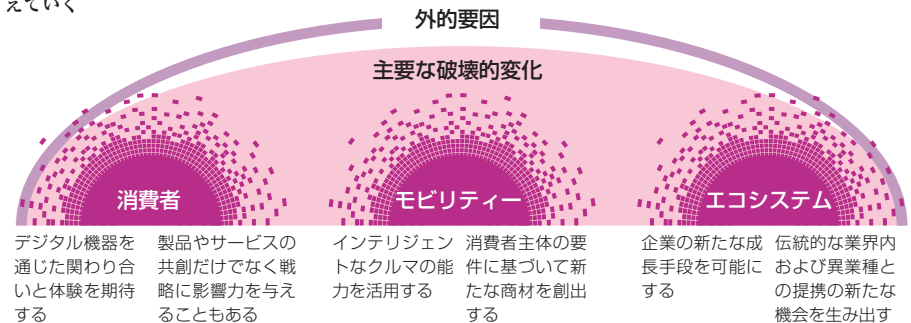 えていく
外的要因
主要な破壊的変化
消費者
モビリティー
エコシステム
デジタル機器を
通じた関わり合
いと体験を期待
する
製品やサービスの
共創だけでなく戦
略に影響力を与え
ることもある
インテリジェン
トなクルマの能
力を活用する
消費者主体の要
件に基づいて新
たな商材を創出
する
企業の新たな成
長手段を可能に
する
伝統的な業界内
および異業種と
の提携の新たな
機会を生み出す